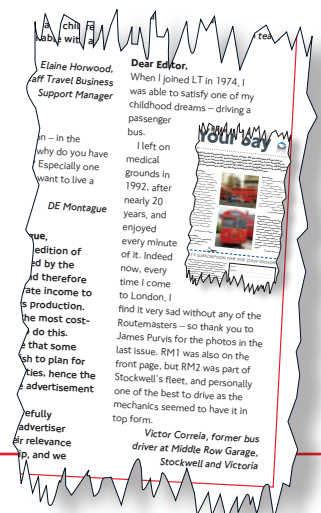 Elaine Horwood,
aff Travel Business
Support Manager
n – in the
why do you have
Especially one
want to live a
DE Montague
ue,
edition of
ed by the
d therefore
ate income to
s production.
he most cost-
do this.
e that some
sh to plan for
ties, hence the
advertisement
efully
advertiser
eir relevance
ip, and we
tea
Dear Editor,
When I joined LT in 1974, I
was able to satisfy one of my
childhood dreams – driving a
passenger
bus.
I left on
medical
grounds in
1992, after
nearly 20
years, and
enjoyed
every minute
of it. Indeed
now, every
time I come
to London, I
find it very sad without any of the
Routemasters – so thank you to
James Purvis for the photos in the
last issue. RM1 was also on the
front page, but RM2 was part of
Stockwell's fleet, and personally
one of the best to drive as the
mechanics seemed to have it in
top form.
Victor Correia, former bus
driver at Middle Row Garage,
Stockwell and Victoria
Your Say